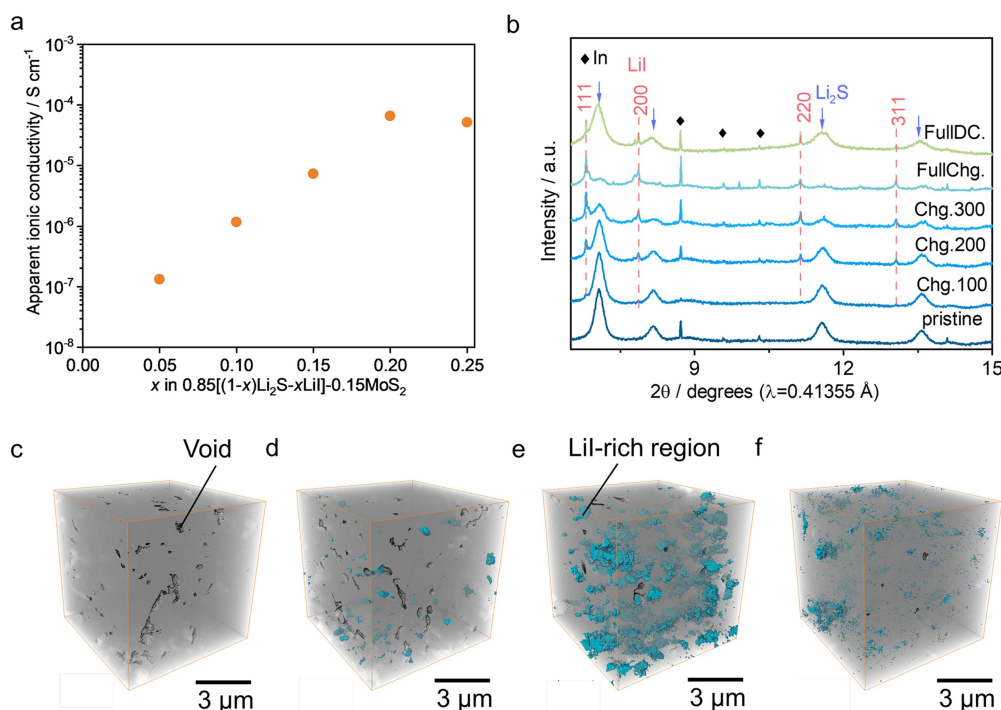 a
10⁻³
10⁻⁴
10⁻⁵
10⁻⁶
10⁻⁷
10⁻⁸
Apparent ionic conductivity / S cm⁻¹
0.00 0.05 0.10 0.15 0.20 0.25
x in 0.85[(1-x)Li₂S-xLiI]-0.15MoS₂
b
◆ In
LiI
Li₂S
111
200
220
311
FullDC.
FullChg.
Chg.300
Chg.200
Chg.100
pristine
Intensity / a.u.
9 12 15
2θ / degrees (λ=0.41355 Å)
c
Void
d
e
LiI-rich region
f
3 μm
3 μm
3 μm
3 μm